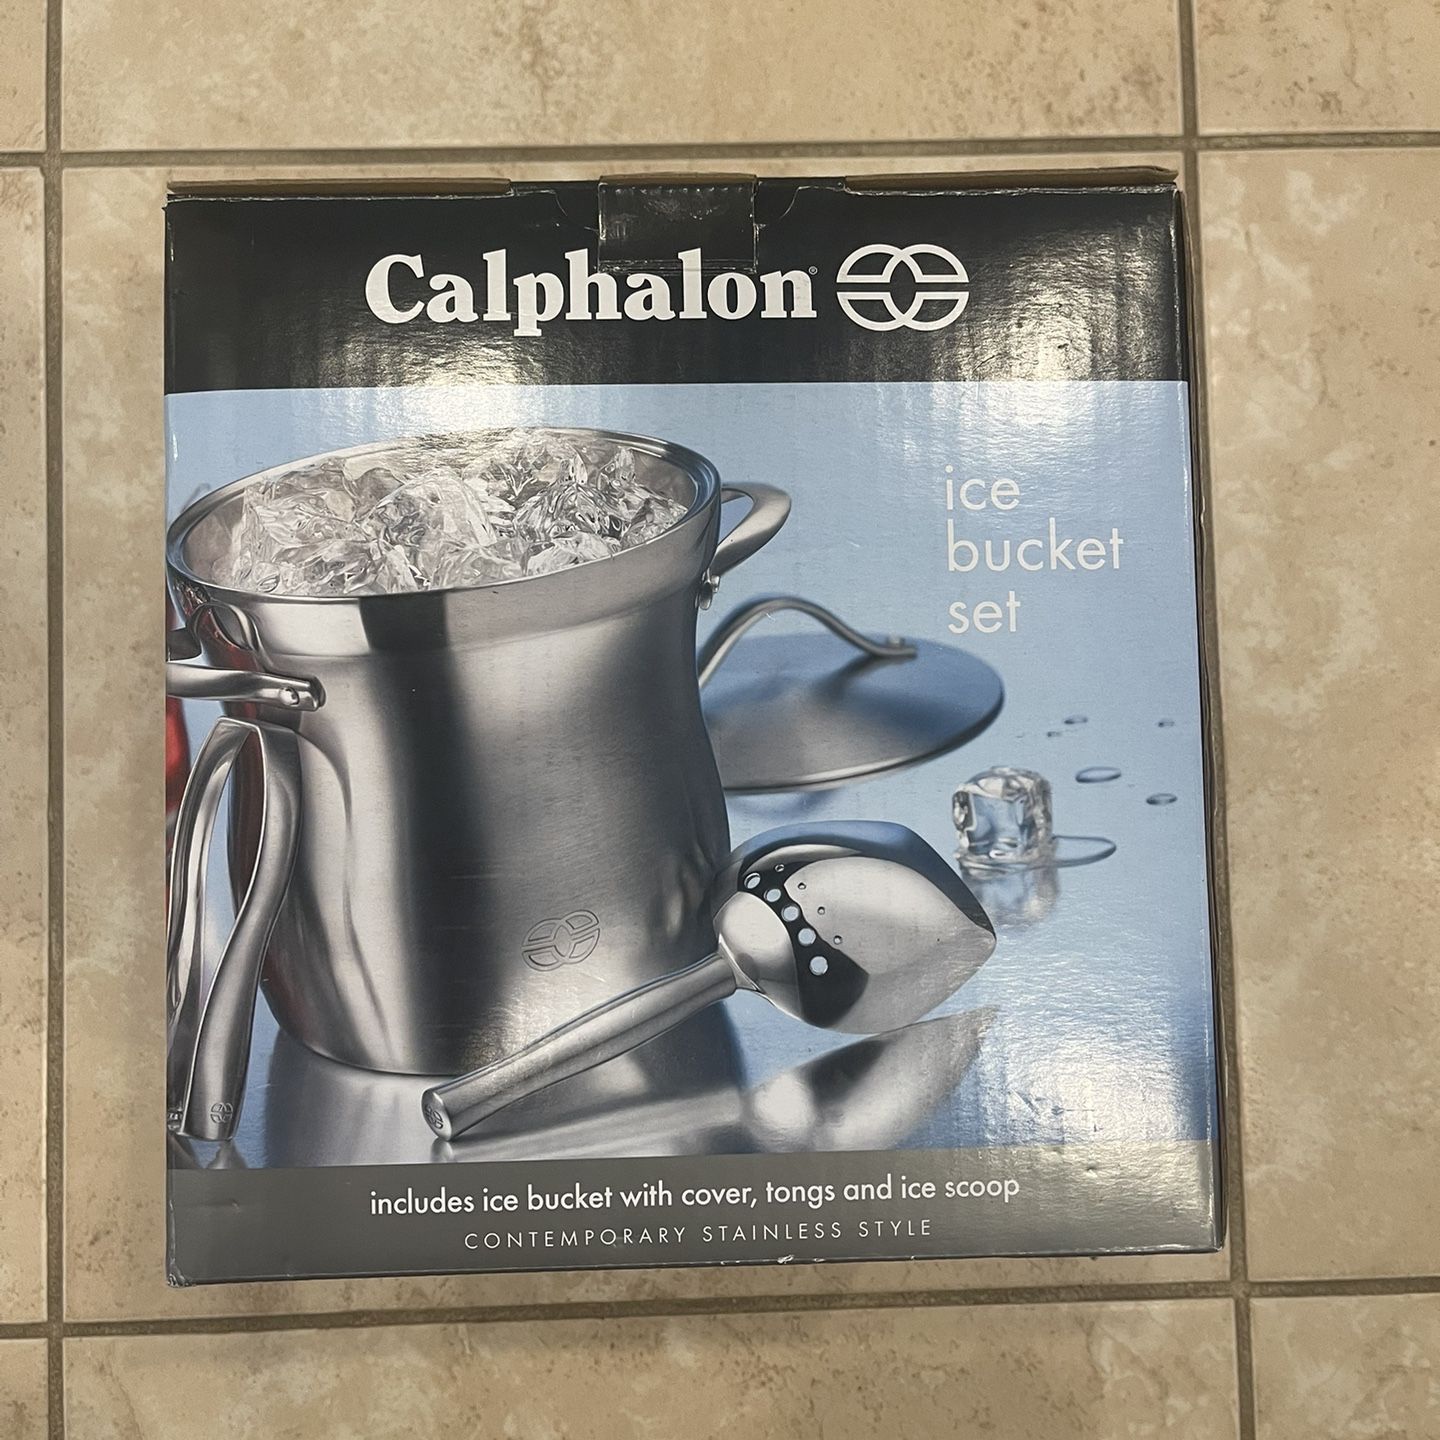 Calphalon®
ice
bucket
set
includes ice bucket with cover, tongs and ice scoop
CONTEMPORARY STAINLESS STYLE